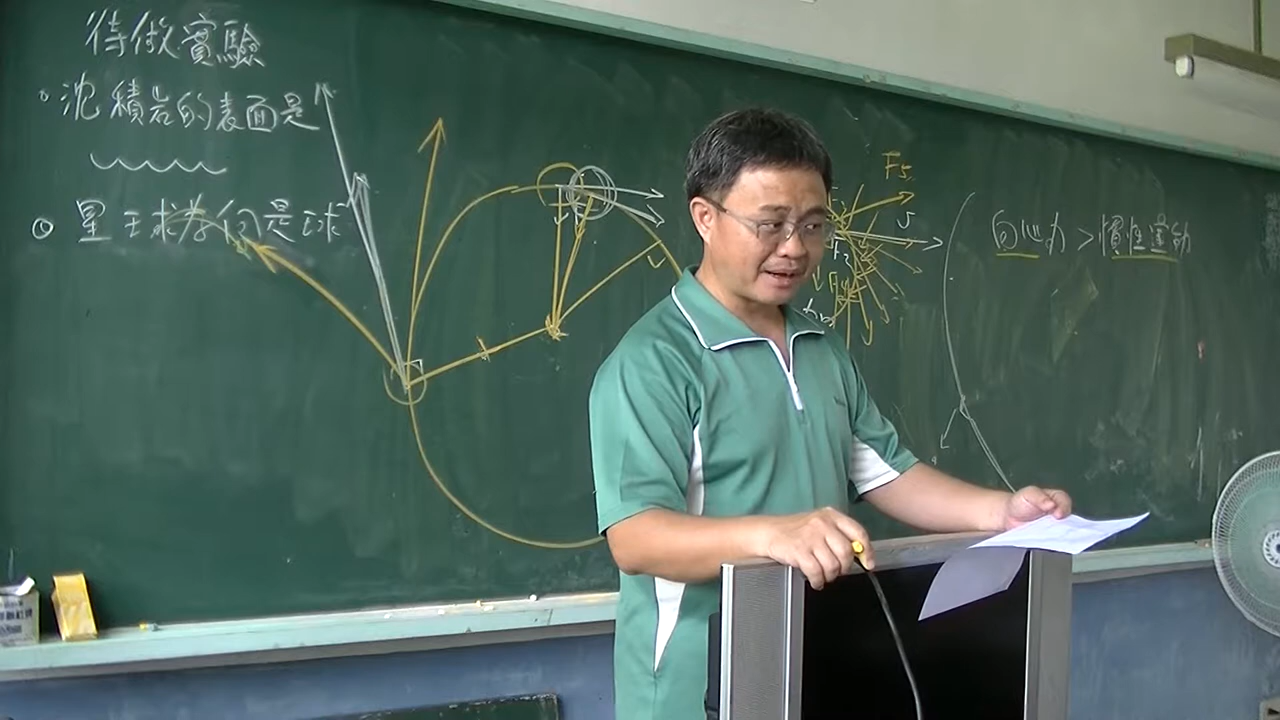 待做實驗
沈積岩的表面是
星球為何是球
F5
向心力 > 慣性運動